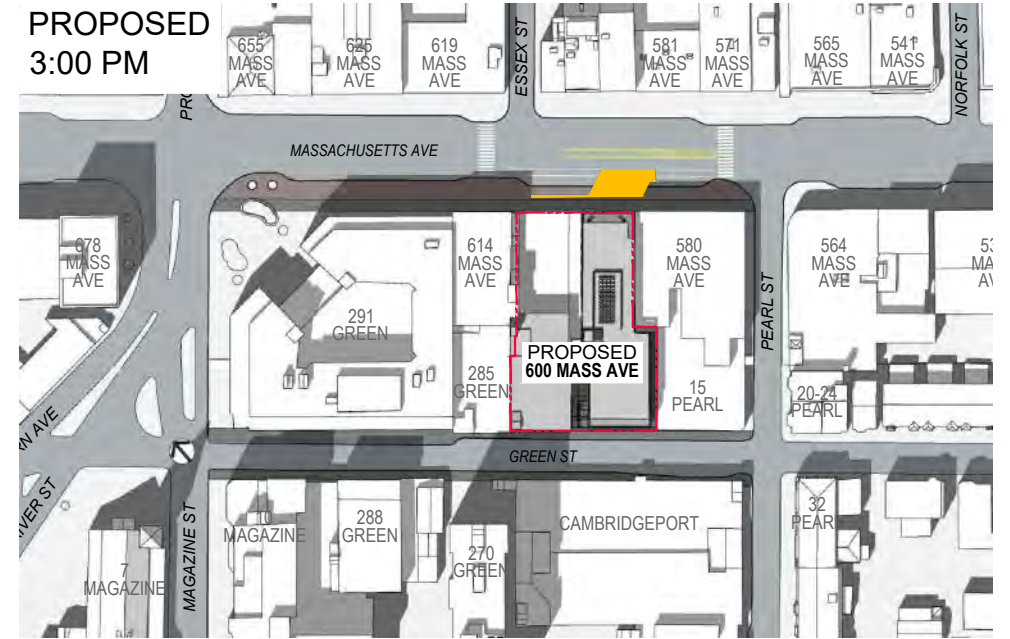 PROPOSED
3:00 PM
655
MASS
AVE
625
MASS
AVE
619
MASS
AVE
ESSEX ST
581
MASS
AVE
571
MASS
AVE
565
MASS
AVE
541
MASS
AVE
NORFOLK ST
MASSACHUSETTS AVE
678
MASS
AVE
291
GREEN
614
MASS
AVE
580
MASS
AVE
PEARL ST
564
MASS
AVE
PROPOSED
600 MASS AVE
285
GREEN
15
PEARL
20-24
PEARL
GREEN ST
MAGAZINE ST
MAGAZINE
288
GREEN
270
GREEN
CAMBRIDGEPORT
32
PEARL
7
MAGAZINE